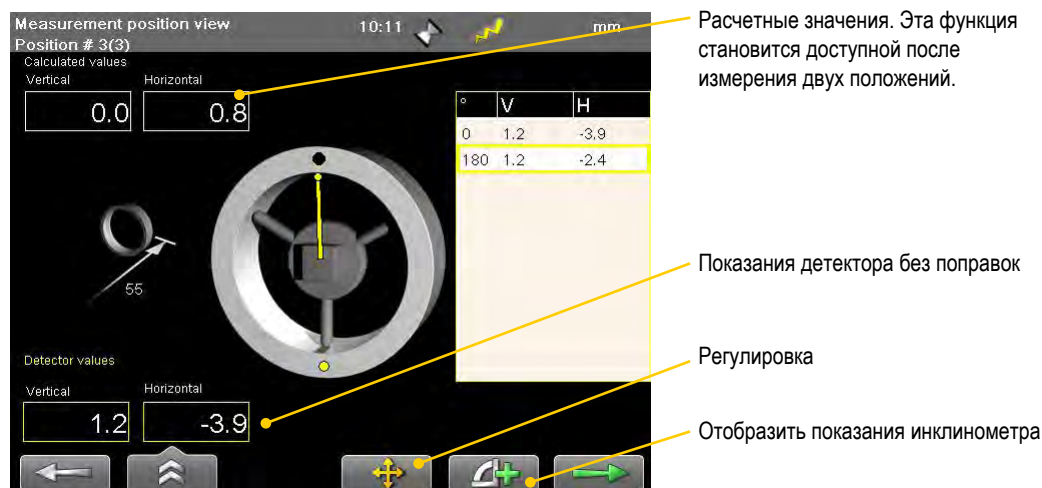 Measurement position view 10:11 mm
Position # 3(3)
Calculated values
Vertical Horizontal
0.0 0.8
° V H
0 1.2 -3.9
180 1.2 -2.4
55
Detector values
Vertical Horizontal
1.2 -3.9
Расчетные значения. Эта функция
становится доступной после
измерения двух положений.
Показания детектора без поправок
Регулировка
Отобразить показания инклинометра